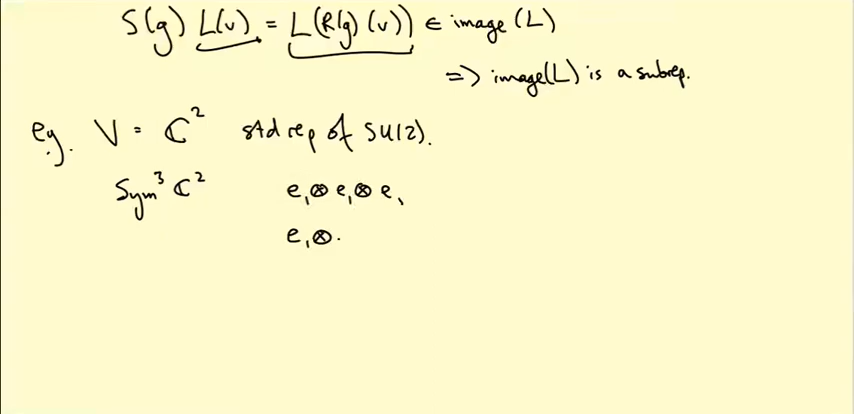 S(g) L(v) = L(R(g)(v)) ∈ image(L)
=> image(L) is a subrep.
eg. V = ℂ² std rep of SU(2).
Sym³ ℂ² e₁⊗e₁⊗e₁
e₁⊗.